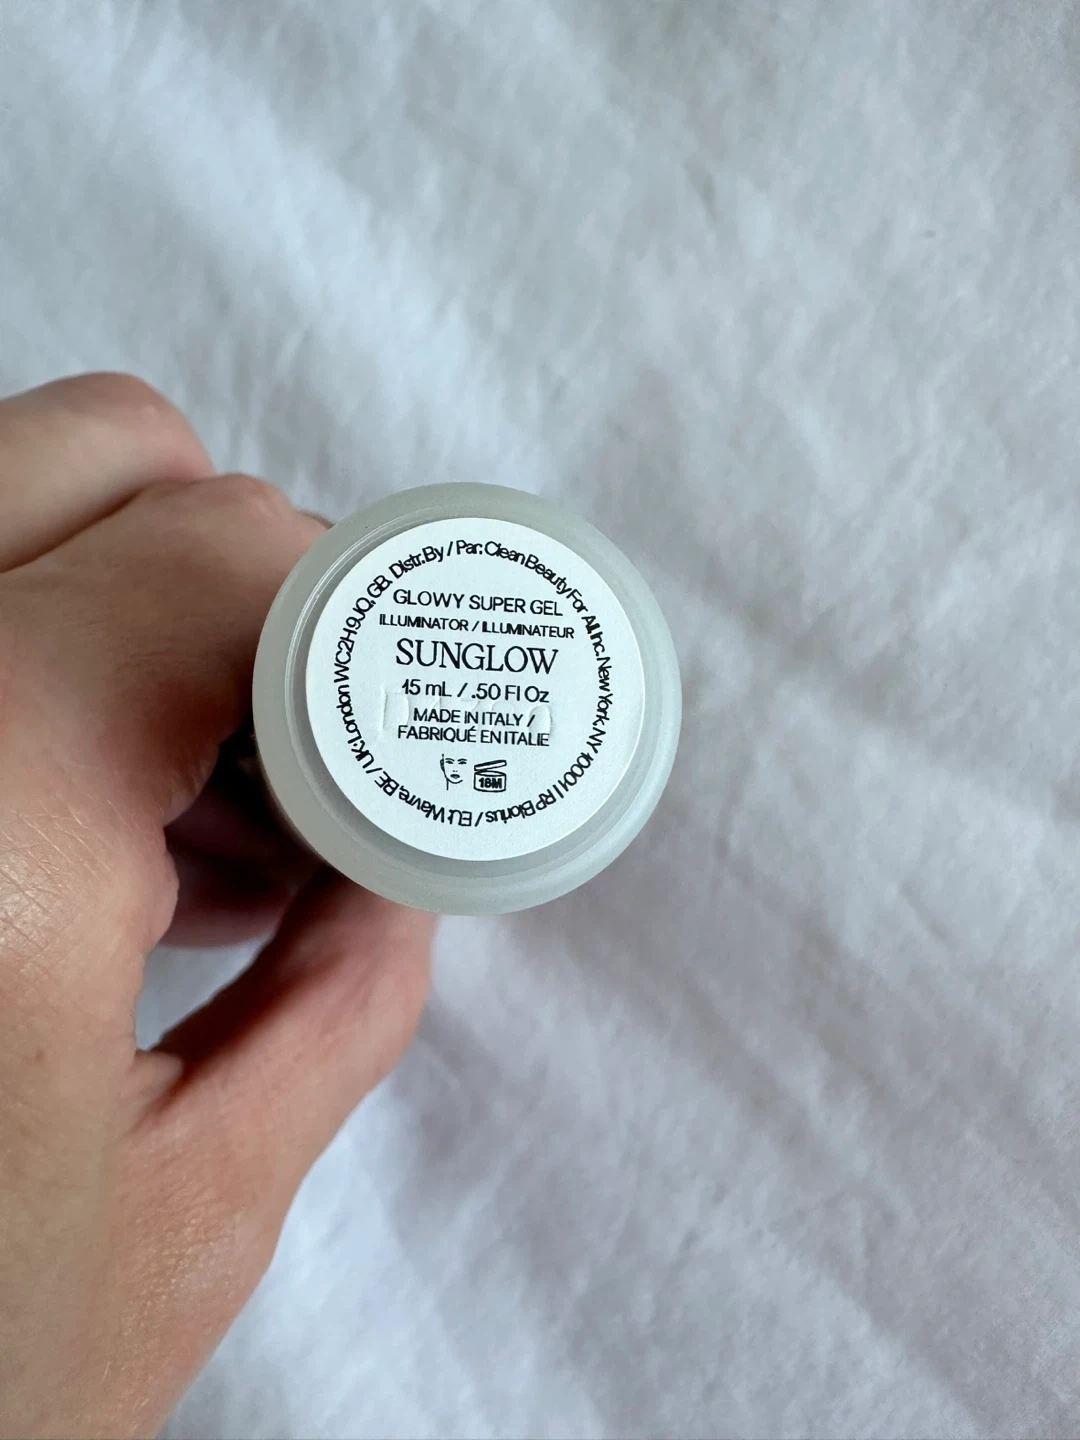 Distr.By / Par: Clean Beauty For All, Inc. New York, NY 10001 | RP Biorius / EU: Wavre, BE / UK: London WC2H 9JQ, GB.
GLOWY SUPER GEL
ILLUMINATOR / ILLUMINATEUR
SUNGLOW
15 mL / .50 Fl Oz
MADE IN ITALY /
FABRIQUÉ EN ITALIE
18M